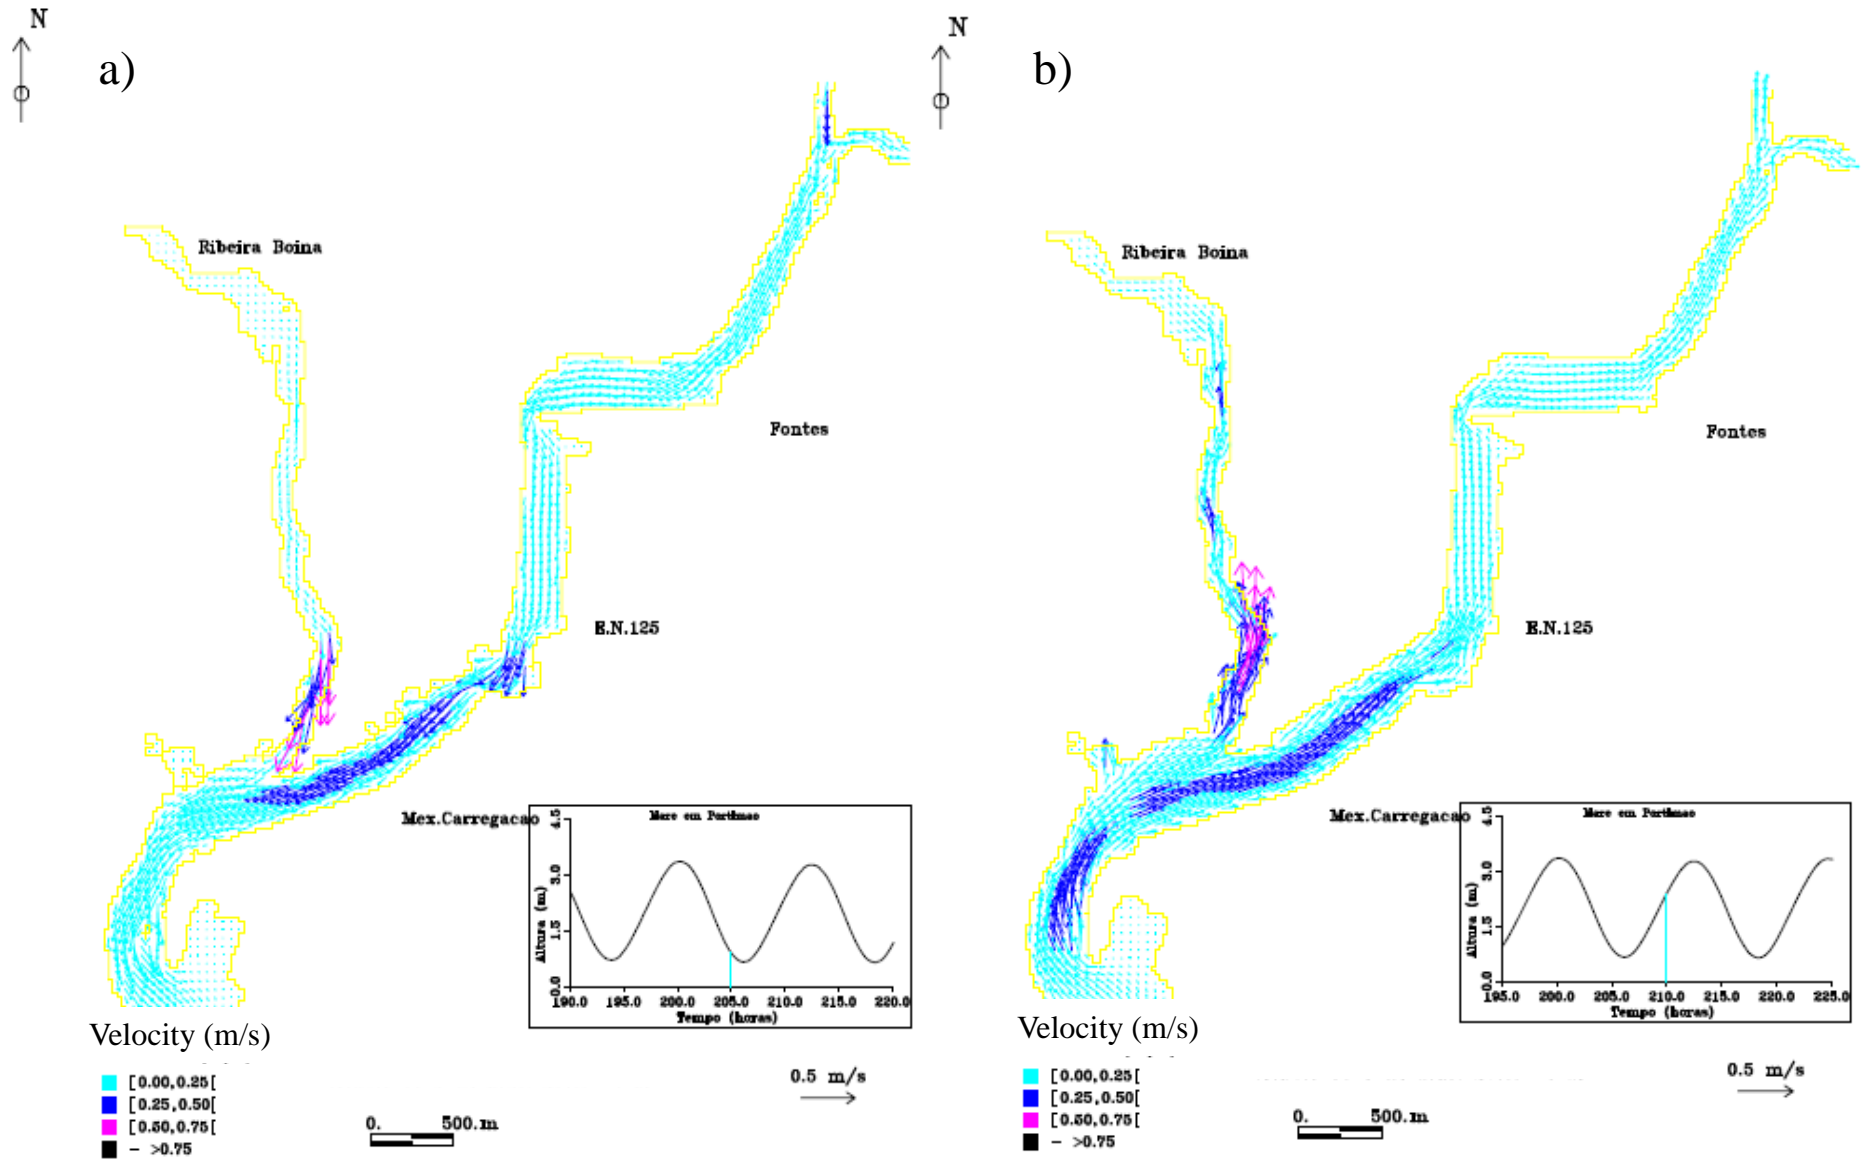 N
a)
Ribeira Boina
Fontes
E.N.125
Mex.Carregacao
Mare em Portimao
Altura (m)
4.5
3.0
1.5
0.0
190.0 195.0 200.0 205.0 210.0 215.0 220.0
Tempo (horas)
Velocity (m/s)
[0.00,0.25[
[0.25,0.50[
[0.50,0.75[
- >0.75
0. 500.m
0.5 m/s
N
b)
Ribeira Boina
Fontes
E.N.125
Mex.Carregacao
Mare em Portimao
Altura (m)
4.5
3.0
1.5
0.0
195.0 200.0 205.0 210.0 215.0 220.0 225.0
Tempo (horas)
Velocity (m/s)
[0.00,0.25[
[0.25,0.50[
[0.50,0.75[
- >0.75
0. 500.m
0.5 m/s